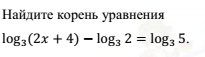 Найдите корень уравнения
log₃(2x + 4) − log₃ 2 = log₃ 5.